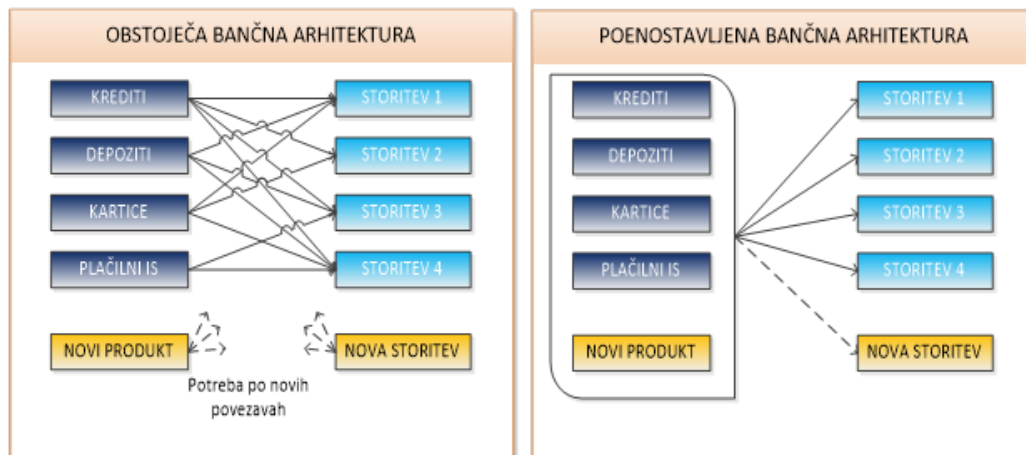 OBSTOJEČA BANČNA ARHITEKTURA
KREDITI
STORITEV 1
DEPOZITI
STORITEV 2
KARTICE
STORITEV 3
PLAČILNI IS
STORITEV 4
NOVI PRODUKT
NOVA STORITEV
Potreba po novih
povezavah
POENOSTAVLJENA BANČNA ARHITEKTURA
KREDITI
STORITEV 1
DEPOZITI
STORITEV 2
KARTICE
STORITEV 3
PLAČILNI IS
STORITEV 4
NOVI PRODUKT
NOVA STORITEV